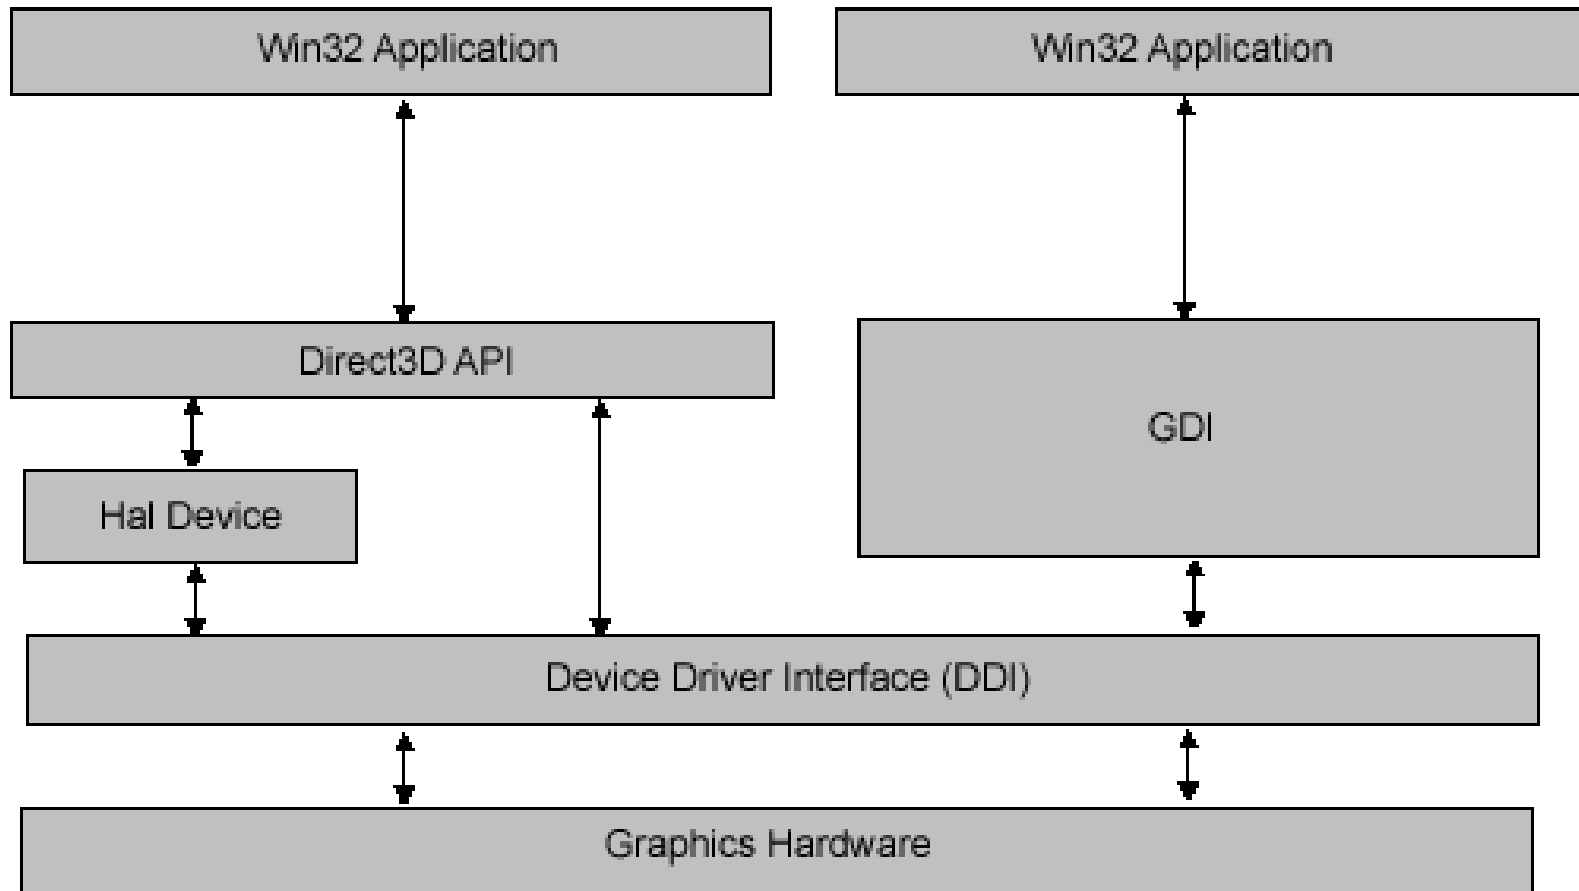 Win32 Application
Win32 Application
Direct3D API
GDI
Hal Device
Device Driver Interface (DDI)
Graphics Hardware